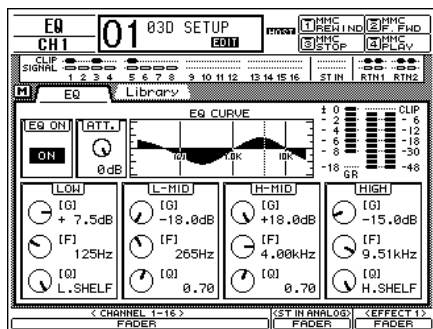 EQ
CH1
01 03D SETUP
EDIT
HOST
1 MMC REWIND
2 MMC F. FWD
3 MMC STOP
4 MMC PLAY
CLIP
SIGNAL
1 2 3 4 5 6 7 8 9 10 11 12 13 14 15 16 ST IN RTN1 RTN2
M EQ Library
EQ ON ATT. EQ CURVE
ON 0dB
100 1.0K 10K
± 0 CLIP
- 2 - 6
- 4 -12
- 6 -18
- 8 -30
-18 -48
GR
LOW L-MID H-MID HIGH
[G] [G] [G] [G]
+ 7.5dB -18.0dB +18.0dB -15.0dB
[F] [F] [F] [F]
125Hz 265Hz 4.00kHz 9.51kHz
[Q] [Q] [Q] [Q]
L.SHELF 0.70 0.70 H.SHELF
< CHANNEL 1-16 > <ST IN ANALOG> <EFFECT 1>
FADER FADER FADER